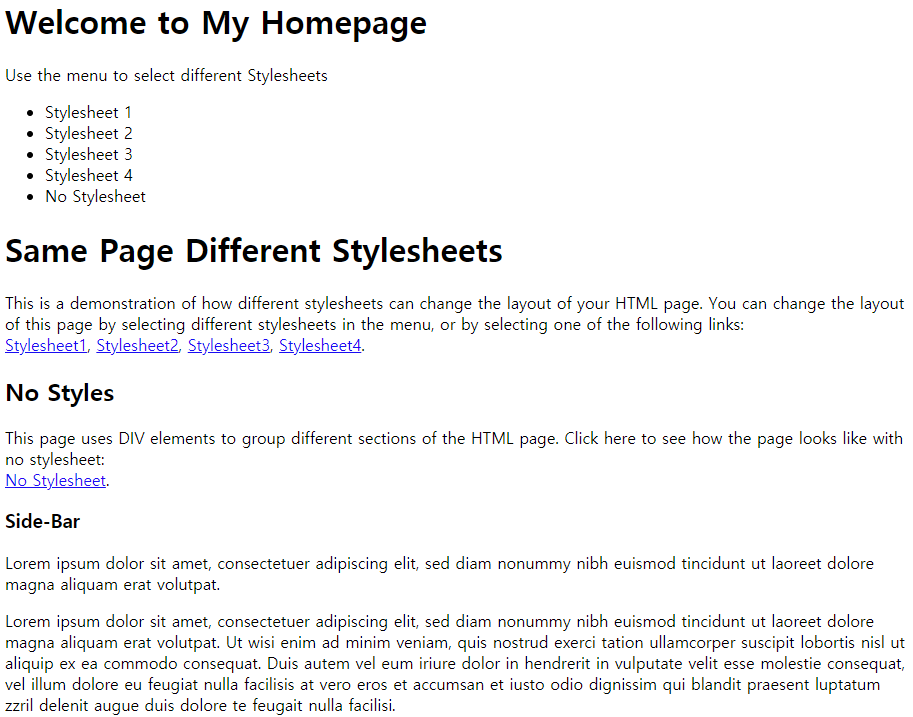 Welcome to My Homepage
Use the menu to select different Stylesheets
Stylesheet 1
Stylesheet 2
Stylesheet 3
Stylesheet 4
No Stylesheet
Same Page Different Stylesheets
This is a demonstration of how different stylesheets can change the layout of your HTML page. You can change the layout
of this page by selecting different stylesheets in the menu, or by selecting one of the following links:
Stylesheet1, Stylesheet2, Stylesheet3, Stylesheet4.
No Styles
This page uses DIV elements to group different sections of the HTML page. Click here to see how the page looks like with
no stylesheet:
No Stylesheet.
Side-Bar
Lorem ipsum dolor sit amet, consectetuer adipiscing elit, sed diam nonummy nibh euismod tincidunt ut laoreet dolore
magna aliquam erat volutpat.
Lorem ipsum dolor sit amet, consectetuer adipiscing elit, sed diam nonummy nibh euismod tincidunt ut laoreet dolore
magna aliquam erat volutpat. Ut wisi enim ad minim veniam, quis nostrud exerci tation ullamcorper suscipit lobortis nisl ut
aliquip ex ea commodo consequat. Duis autem vel eum iriure dolor in hendrerit in vulputate velit esse molestie consequat,
vel illum dolore eu feugiat nulla facilisis at vero eros et accumsan et iusto odio dignissim qui blandit praesent luptatum
zzril delenit augue duis dolore te feugait nulla facilisi.